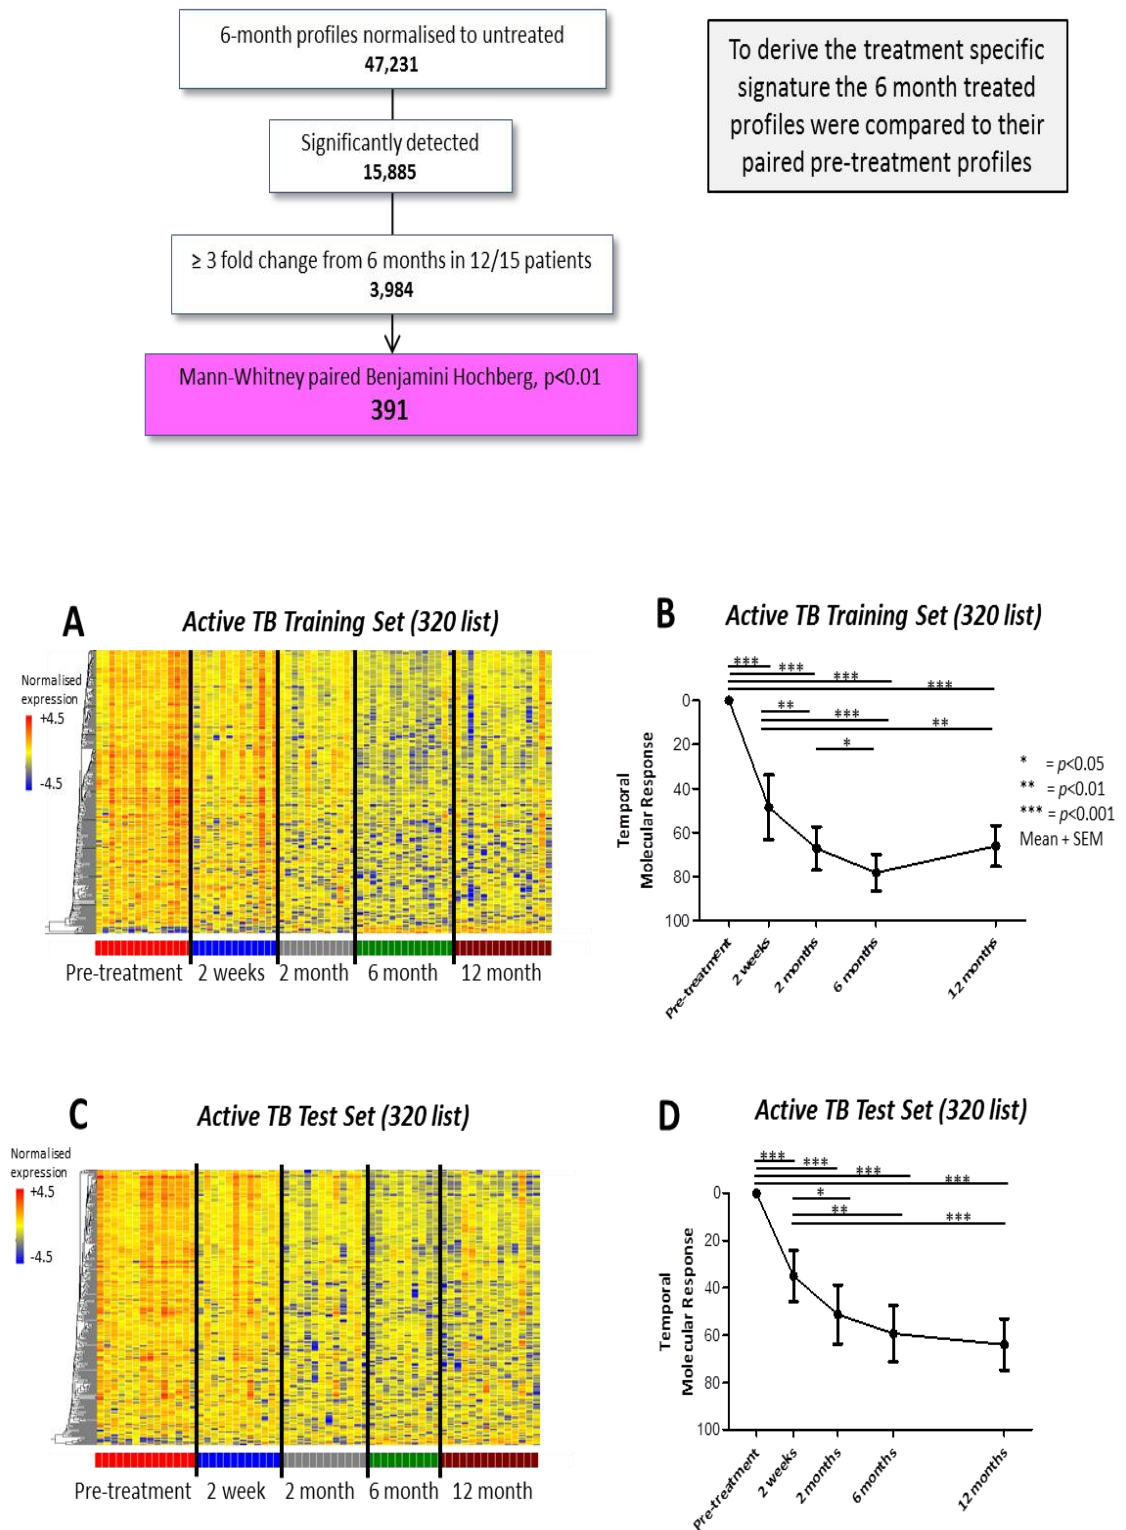 6-month profiles normalised to untreated
47,231
Significantly detected
15,885
≥ 3 fold change from 6 months in 12/15 patients
3,984
Mann-Whitney paired Benjamini Hochberg, p<0.01
391
To derive the treatment specific
signature the 6 month treated
profiles were compared to their
paired pre-treatment profiles
A
Active TB Training Set (320 list)
Normalised
expression
+4.5
-4.5
Pre-treatment
2 weeks
2 month
6 month
12 month
B
Active TB Training Set (320 list)
***
***
***
***
**
***
**
*
0
20
40
60
80
100
Temporal
Molecular Response
Pre-treatment
2 weeks
2 months
6 months
12 months
* = p<0.05
** = p<0.01
*** = p<0.001
Mean + SEM
C
Active TB Test Set (320 list)
Normalised
expression
+4.5
-4.5
Pre-treatment
2 week
2 month
6 month
12 month
D
Active TB Test Set (320 list)
***
***
***
***
*
**
***
0
20
40
60
80
100
Temporal
Molecular Response
Pre-treatment
2 weeks
2 months
6 months
12 months